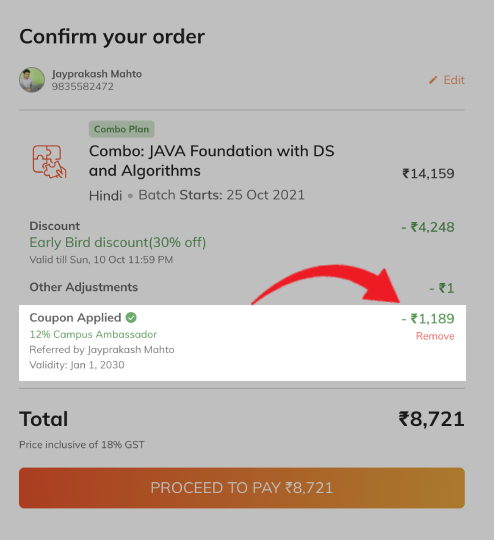 Confirm your order
Jayprakash Mahto
9835582472
Edit
Combo Plan
Combo: JAVA Foundation with DS
and Algorithms
₹14,159
Hindi • Batch Starts: 25 Oct 2021
Discount
- ₹4,248
Early Bird discount(30% off)
Valid till Sun, 10 Oct 11:59 PM
Other Adjustments
- ₹1
Coupon Applied
- ₹1,189
12% Campus Ambassador
Remove
Referred by Jayprakash Mahto
Validity: Jan 1, 2030
Total
₹8,721
Price inclusive of 18% GST
PROCEED TO PAY ₹8,721